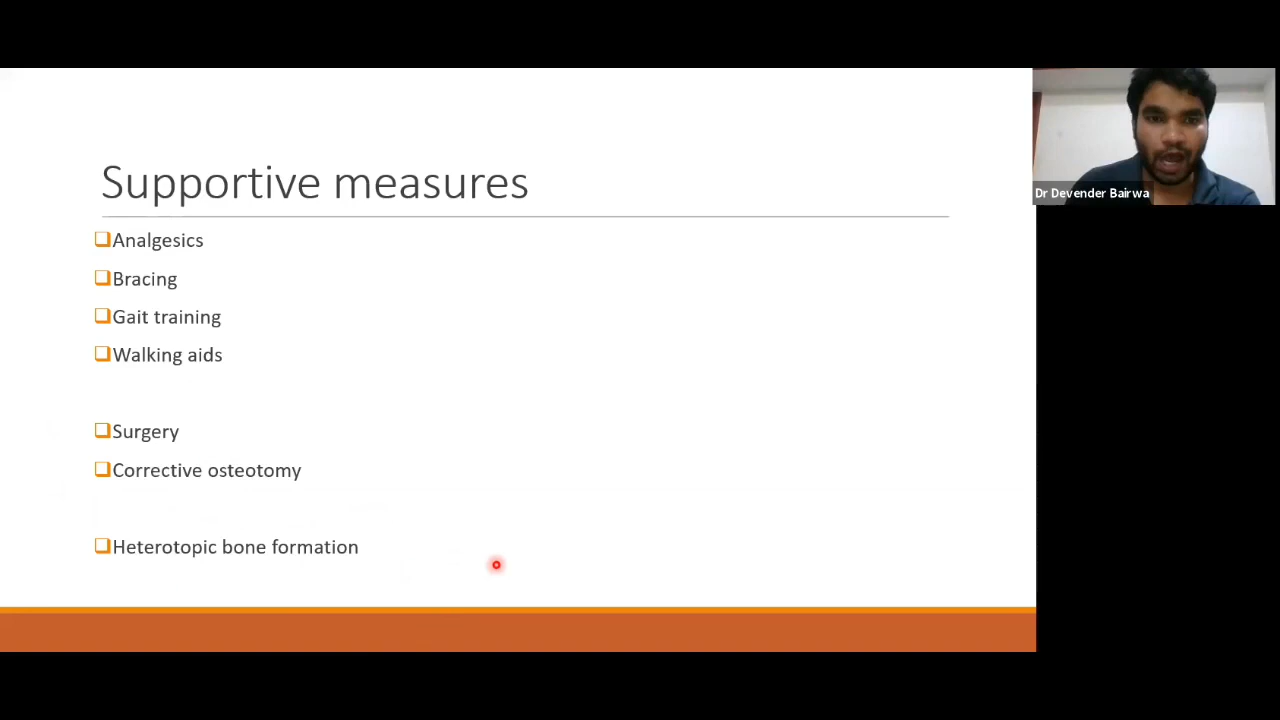 Supportive measures
Analgesics
Bracing
Gait training
Walking aids
Surgery
Corrective osteotomy
Heterotopic bone formation
Dr Devender Bairwa